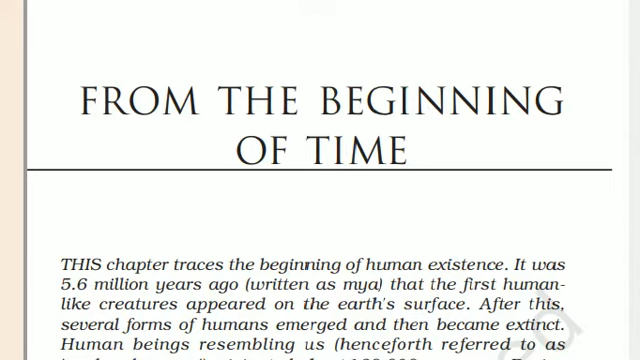 FROM THE BEGINNING
OF TIME
THIS chapter traces the beginning of human existence. It was
5.6 million years ago (written as mya) that the first human-
like creatures appeared on the earth's surface. After this,
several forms of humans emerged and then became extinct.
Human beings resembling us (henceforth referred to as